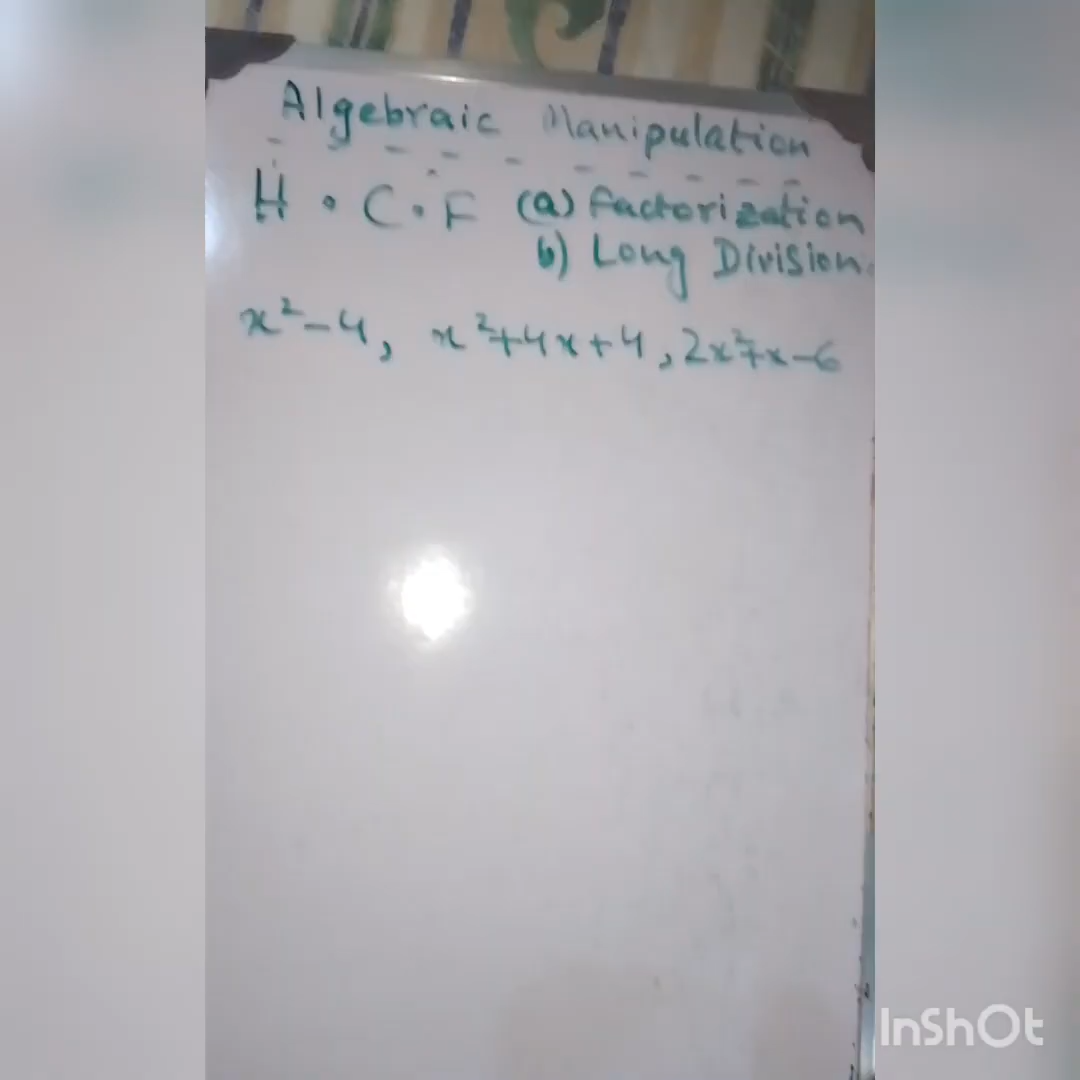 Algebraic Manipulation
H . C . F (a) Factorization
b) Long Division.
x²-4, x²+4x+4, 2x²+x-6
InShOt